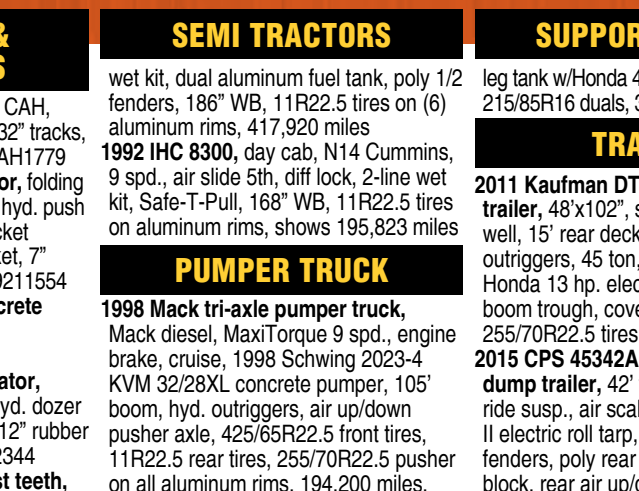 &
S
CAH,
32” tracks,
AH1779
or, folding
hyd. push
cket
et, 7”
9211554
crete
ator,
yd. dozer
12” rubber
2344
st teeth,
SEMI TRACTORS
wet kit, dual aluminum fuel tank, poly 1/2
fenders, 186” WB, 11R22.5 tires on (6)
aluminum rims, 417,920 miles
1992 IHC 8300, day cab, N14 Cummins,
9 spd., air slide 5th, diff lock, 2-line wet
kit, Safe-T-Pull, 168” WB, 11R22.5 tires
on aluminum rims, shows 195,823 miles
PUMPER TRUCK
1998 Mack tri-axle pumper truck,
Mack diesel, MaxiTorque 9 spd., engine
brake, cruise, 1998 Schwing 2023-4
KVM 32/28XL concrete pumper, 105’
boom, hyd. outriggers, air up/down
pusher axle, 425/65R22.5 front tires,
11R22.5 rear tires, 255/70R22.5 pusher
on all aluminum rims, 194,200 miles,
SUPPOR
leg tank w/Honda 4
215/85R16 duals, 3
TRA
2011 Kaufman DT
trailer, 48’x102”, s
well, 15’ rear deck
outriggers, 45 ton,
Honda 13 hp. elec
boom trough, cove
255/70R22.5 tires
2015 CPS 45342A
dump trailer, 42’
ride susp., air scal
II electric roll tarp,
fenders, poly rear
block, rear air up/d